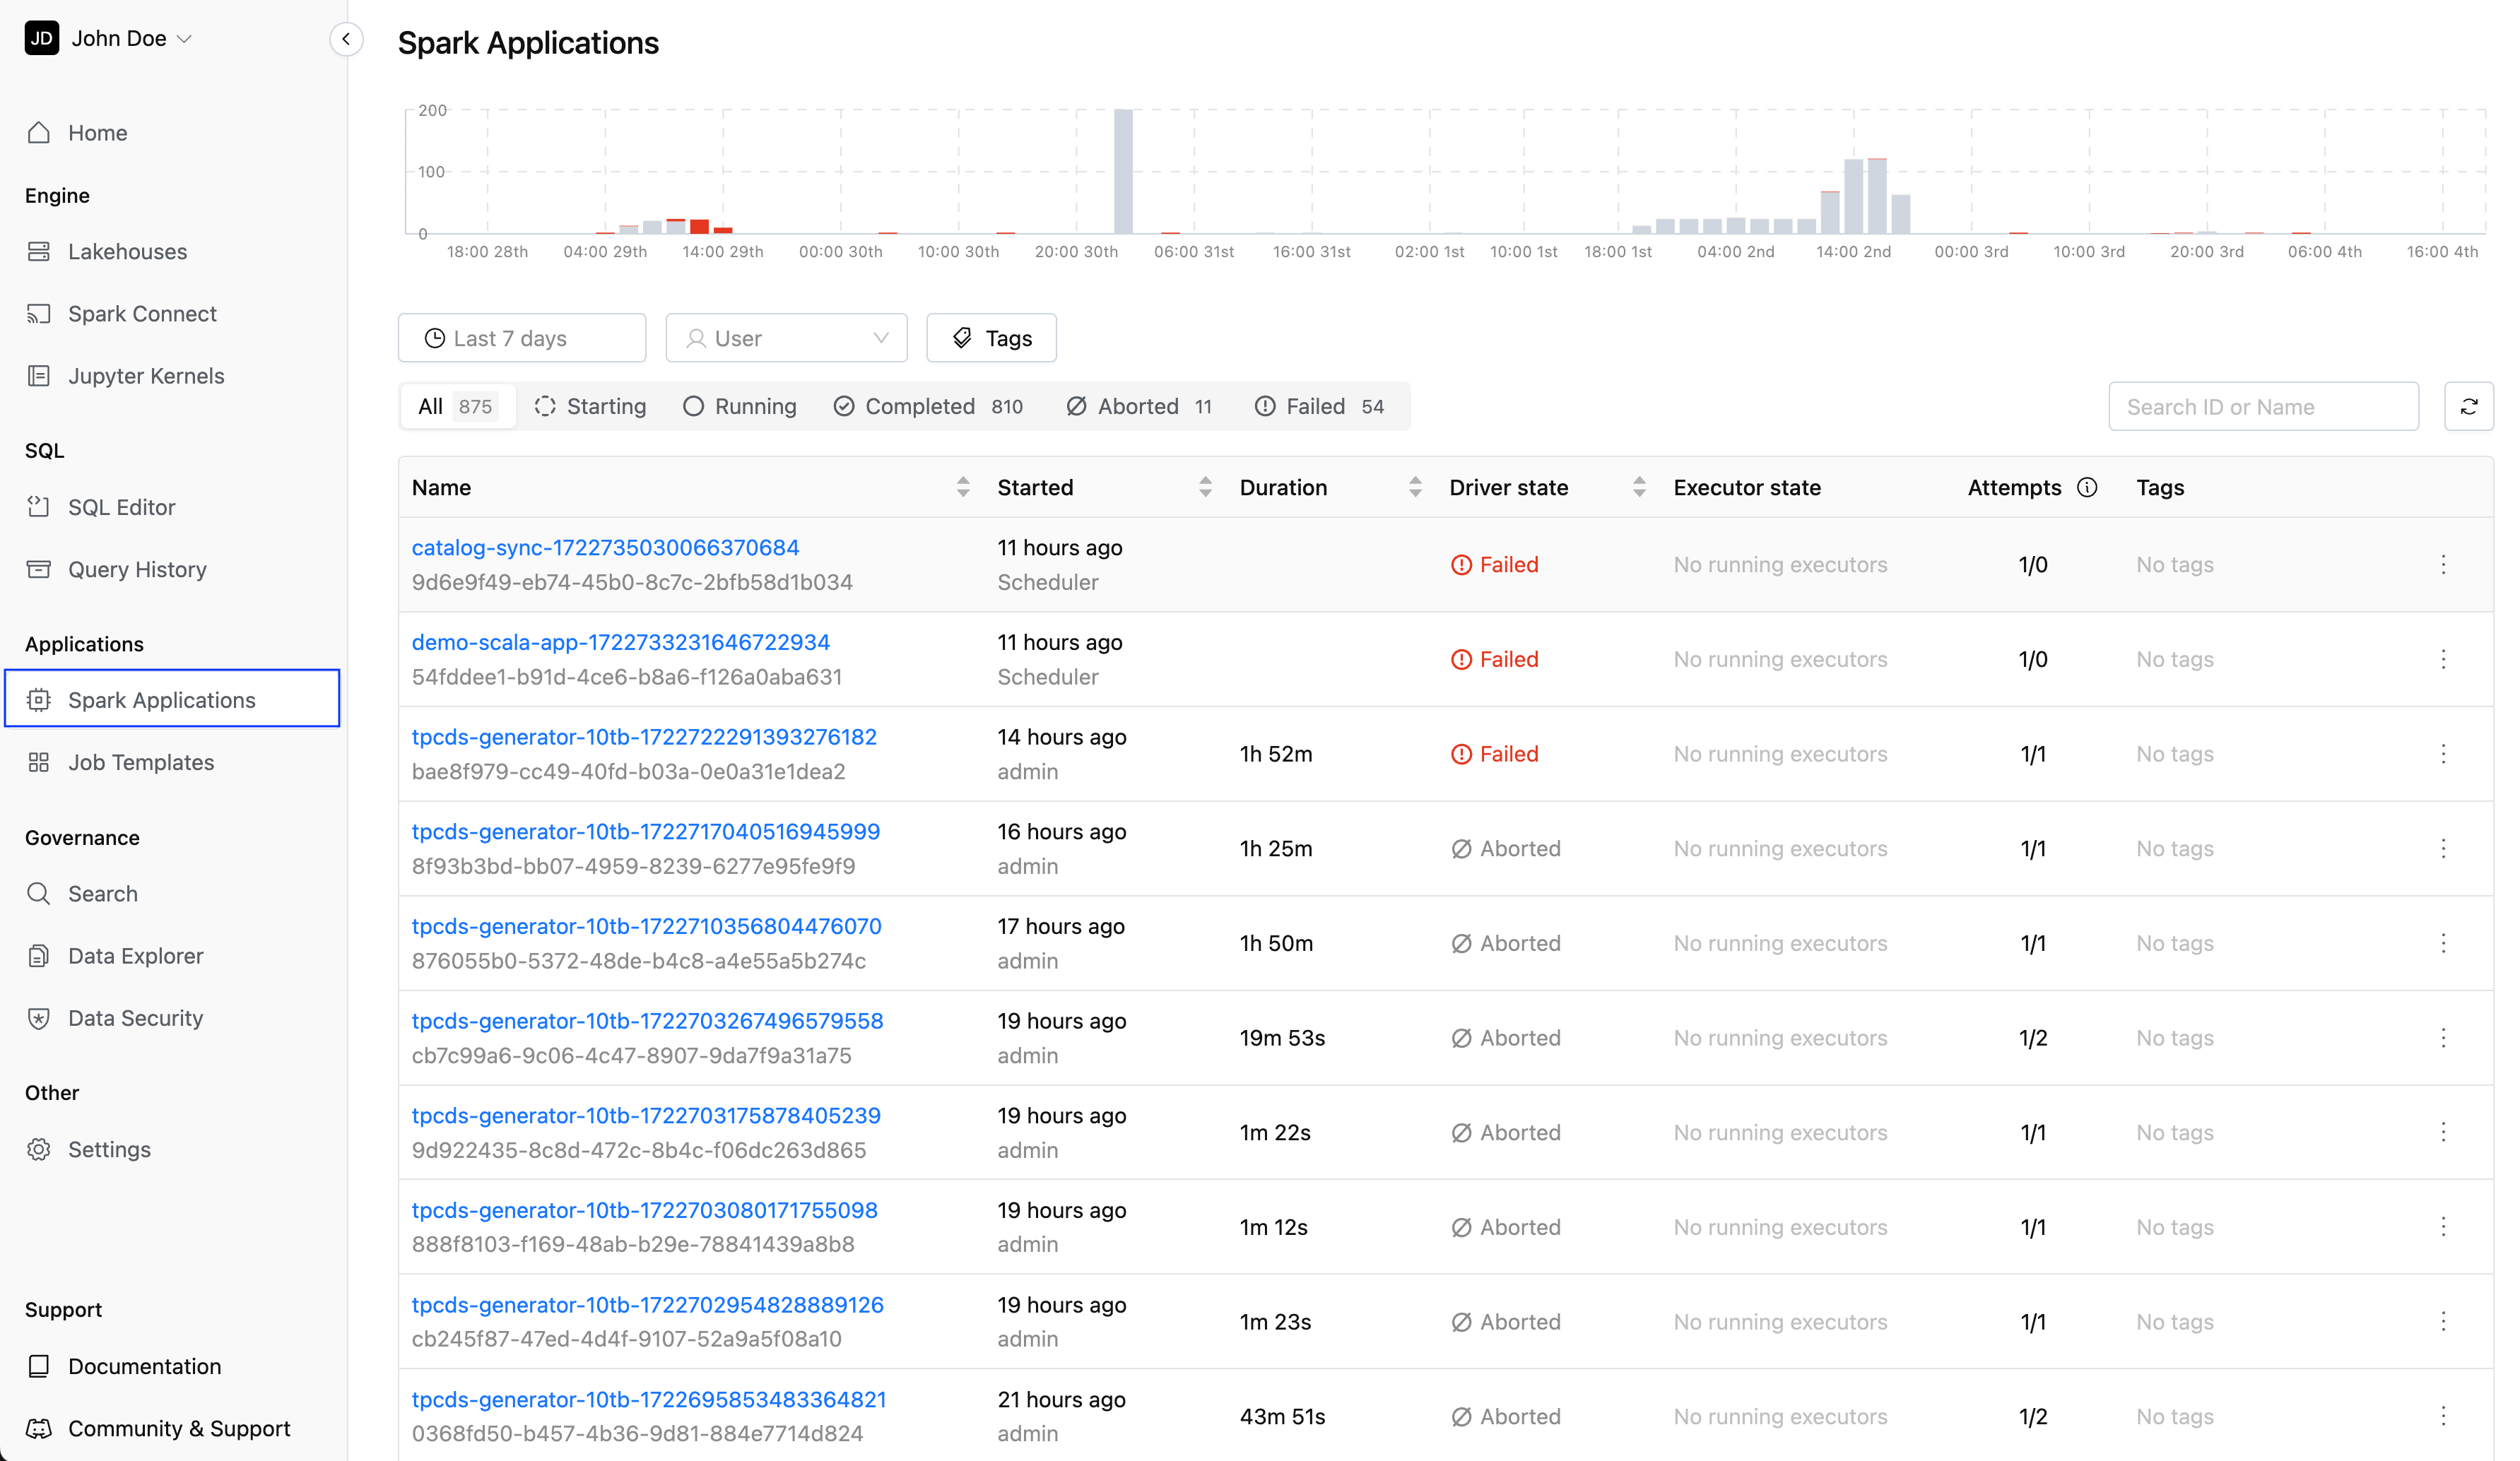 JD John Doe
Home
Engine
Lakehouses
Spark Connect
Jupyter Kernels
SQL
SQL Editor
Query History
Applications
Spark Applications
Job Templates
Governance
Search
Data Explorer
Data Security
Other
Settings
Support
Documentation
Community & Support
Spark Applications
200
100
0
18:00 28th 04:00 29th 14:00 29th 00:00 30th 10:00 30th 20:00 30th 06:00 31st 16:00 31st 02:00 1st 10:00 1st 18:00 1st 04:00 2nd 14:00 2nd 00:00 3rd 10:00 3rd 20:00 3rd 06:00 4th 16:00 4th
Last 7 days User Tags
All 875 Starting Running Completed 810 Aborted 11 Failed 54 Search ID or Name
Name Started Duration Driver state Executor state Attempts Tags
catalog-sync-1722735030066370684 11 hours ago Failed No running executors 1/0 No tags
9d6e9f49-eb74-45b0-8c7c-2bfb58d1b034 Scheduler
demo-scala-app-1722733231646722934 11 hours ago Failed No running executors 1/0 No tags
54fddee1-b91d-4ce6-b8a6-f126a0aba631 Scheduler
tpcds-generator-10tb-1722722291393276182 14 hours ago 1h 52m Failed No running executors 1/1 No tags
bae8f979-cc49-40fd-b03a-0e0a31e1dea2 admin
tpcds-generator-10tb-1722717040516945999 16 hours ago 1h 25m Aborted No running executors 1/1 No tags
8f93b3bd-bb07-4959-8239-6277e95fe9f9 admin
tpcds-generator-10tb-1722710356804476070 17 hours ago 1h 50m Aborted No running executors 1/1 No tags
876055b0-5372-48de-b4c8-a4e55a5b274c admin
tpcds-generator-10tb-1722703267496579558 19 hours ago 19m 53s Aborted No running executors 1/2 No tags
cb7c99a6-9c06-4c47-8907-9da7f9a31a75 admin
tpcds-generator-10tb-1722703175878405239 19 hours ago 1m 22s Aborted No running executors 1/1 No tags
9d922435-8c8d-472c-8b4c-f06dc263d865 admin
tpcds-generator-10tb-1722703080171755098 19 hours ago 1m 12s Aborted No running executors 1/1 No tags
888f8103-f169-48ab-b29e-78841439a8b8 admin
tpcds-generator-10tb-1722702954828889126 19 hours ago 1m 23s Aborted No running executors 1/1 No tags
cb245f87-47ed-4d4f-9107-52a9a5f08a10 admin
tpcds-generator-10tb-1722695853483364821 21 hours ago 43m 51s Aborted No running executors 1/2 No tags
0368fd50-b457-4b36-9d81-884e7714d824 admin